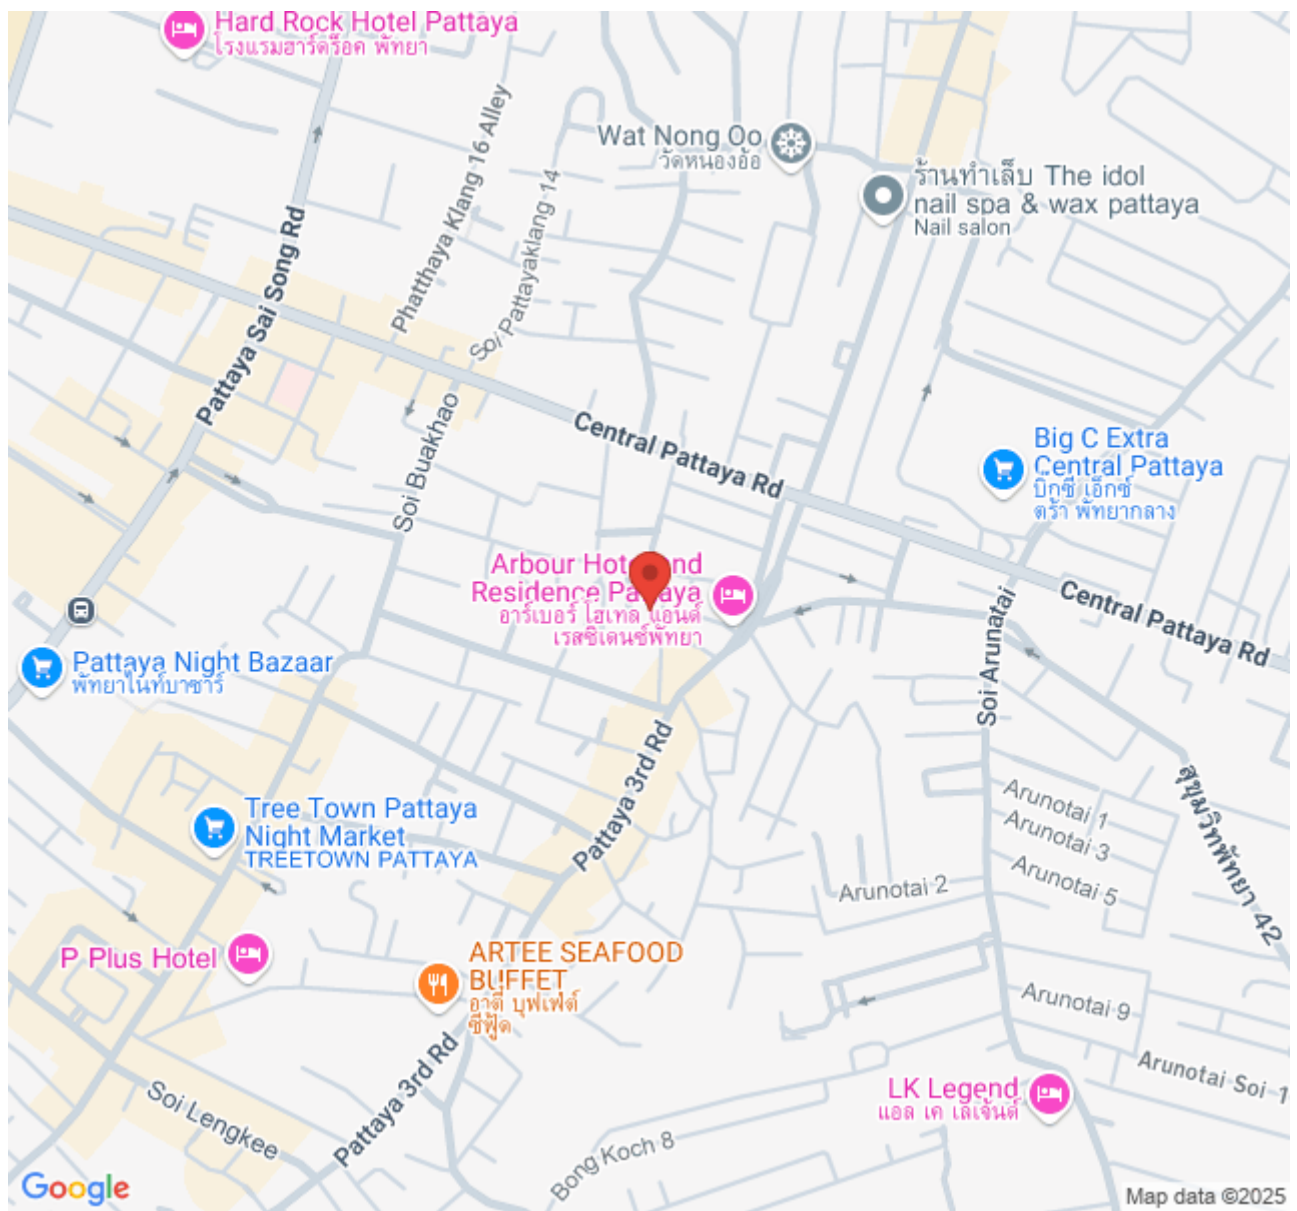 Hard Rock Hotel Pattaya
โรงแรมฮาร์ดร็อค พัทยา
Phatthaya Klang 16 Alley
Wat Nong Oo
วัดหนองอ้อ
ร้านทำเล็บ The idol
nail spa & wax pattaya
Nail salon
Pattaya Sai Song Rd
Soi Pattayaklang 14
Soi Buakhao
Central Pattaya Rd
Big C Extra
Central Pattaya
บิ๊กซี เอ็กซ์
ตร้า พัทยากลาง
Arbour Hotel and
Residence Pattaya
อาร์เบอร์ โฮเทล แอนด์
เรสซิเดนซ์พัทยา
Central Pattaya Rd
Soi Arunatai
Pattaya Night Bazaar
พัทยาไนท์บาซาร์
Pattaya 3rd Rd
สุขุมวิทพัทยา 42
Tree Town Pattaya
Night Market
TREETOWN PATTAYA
Arunotai 1
Arunotai 3
Arunotai 5
Arunotai 2
P Plus Hotel
ARTEE SEAFOOD
BUFFET
อาตี บุฟเฟ่ต์
ซีฟู้ด
Arunotai 9
Arunotai Soi 1
Pattaya 3rd Rd
Soi Lengkee
LK Legend
แอล เค เลเจ้นด์
Bong Koch 8
Google
Map data ©2025